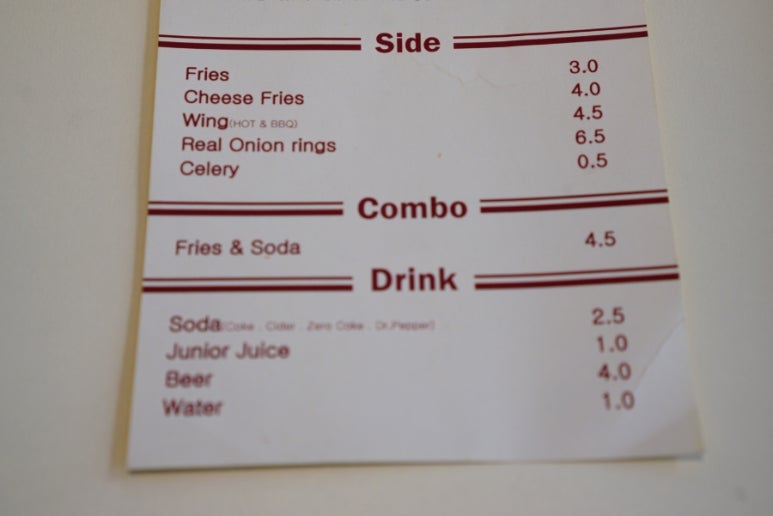 Side
Fries 3.0
Cheese Fries 4.0
Wing(HOT & BBQ) 4.5
Real Onion rings 6.5
Celery 0.5
Combo
Fries & Soda 4.5
Drink
Soda(Coke . Cider . Zero Coke . Dr.Pepper) 2.5
Junior Juice 1.0
Beer 4.0
Water 1.0